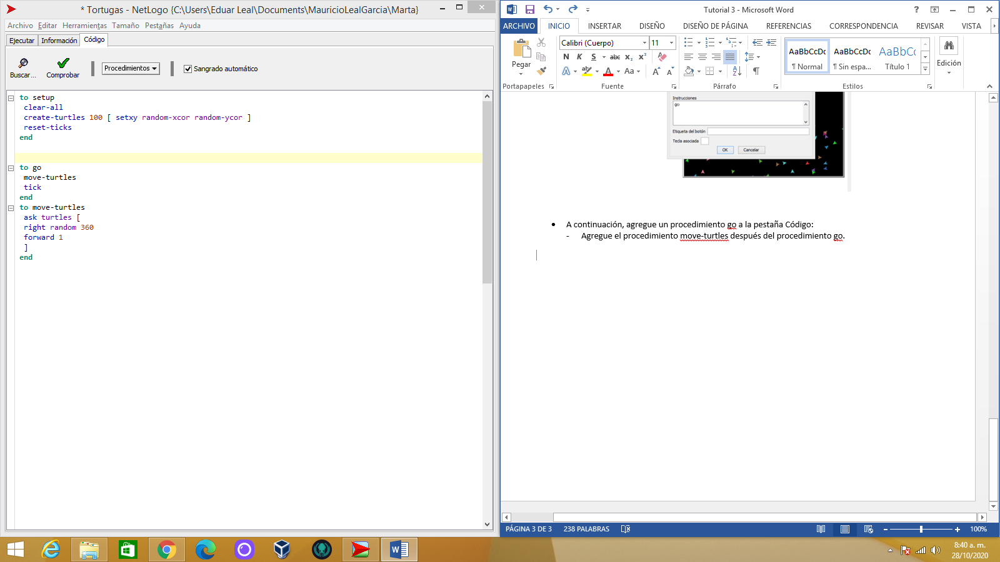 * Tortugas - NetLogo {C:\Users\Eduar Leal\Documents\MauricioLealGarcia\Marta}
Archivo Editar Herramientas Tamaño Pestañas Ayuda
Ejecutar Información Código
Buscar... Comprobar Procedimientos Sangrado automático
to setup
clear-all
create-turtles 100 [ setxy random-xcor random-ycor ]
reset-ticks
end
to go
move-turtles
tick
end
to move-turtles
ask turtles [
right random 360
forward 1
]
end
Tutorial 3 - Microsoft Word
ARCHIVO INICIO INSERTAR DISEÑO DISEÑO DE PÁGINA REFERENCIAS CORRESPONDENCIA REVISAR VISTA
Pegar
Calibri (Cuerpo) 11
N K S abc x₂ x²
A A Aa A A
AaBbCcDc AaBbCcDc AaBbCc
¶ Normal ¶ Sin espa... Título 1
Edición
Portapapeles Fuente Párrafo Estilos
Instrucciones
go
Etiqueta del botón
Tecla asociada
OK Cancelar
• A continuación, agregue un procedimiento go a la pestaña Código:
- Agregue el procedimiento move-turtles después del procedimiento go.
PÁGINA 3 DE 3 238 PALABRAS 100%
8:40 a. m.
28/10/2020